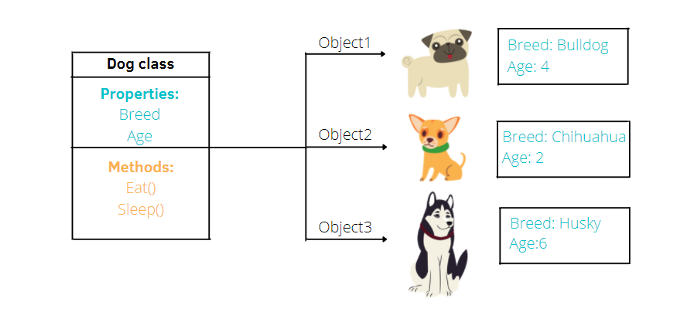 Dog class
Properties:
Breed
Age
Methods:
Eat()
Sleep()
Object1
Breed: Bulldog
Age: 4
Object2
Breed: Chihuahua
Age: 2
Object3
Breed: Husky
Age:6